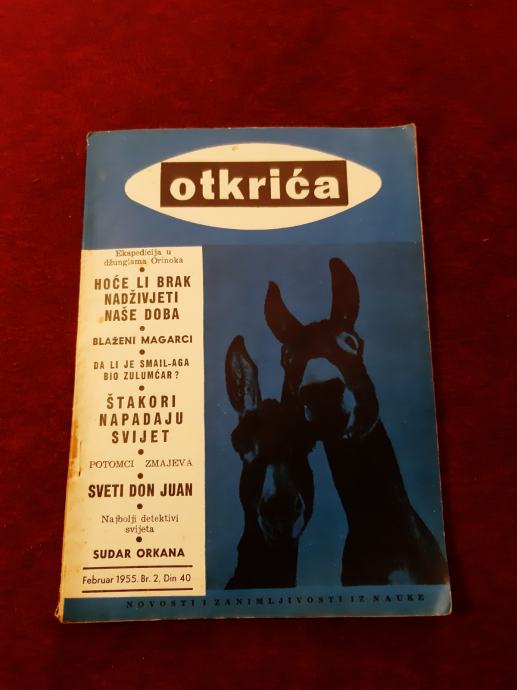 otkrića
Ekspedicija u
džunglama Orinoka
HOĆE LI BRAK
NADŽIVJETI
NAŠE DOBA
BLAŽENI MAGARCI
DA LI JE SMAIL-AGA
BIO ZULUMĆAR?
ŠTAKORI
NAPADAJU
SVIJET
POTOMCI ZMAJEVA
SVETI DON JUAN
Najbolji detektivi
svijeta
SUDAR ORKANA
Februar 1955. Br. 2, Din 40
NOVOSTI I ZANIMLJIVOSTI IZ NAUKE